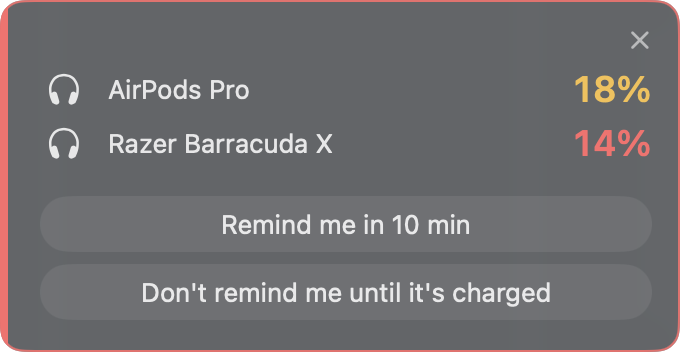 AirPods Pro 18%
Razer Barracuda X 14%
Remind me in 10 min
Don't remind me until it's charged